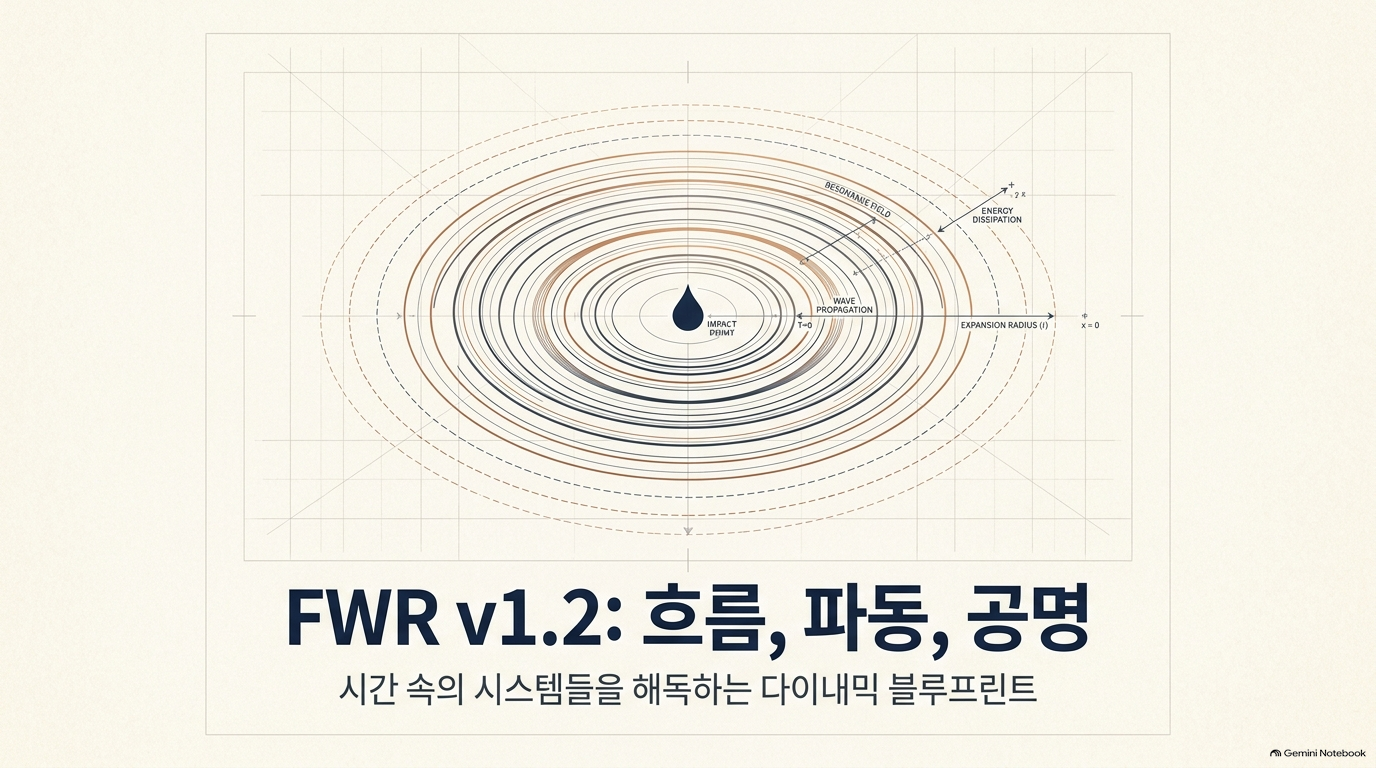 RESONANCE FIELD
ENERGY
DISSIPATION
WAVE
PROPAGATION
IMPACT
T=0
EXPANSION RADIUS (I)
x = 0
FWR v1.2: 흐름, 파동, 공명
시간 속의 시스템들을 해독하는 다이내믹 블루프린트
Gemini Notebook